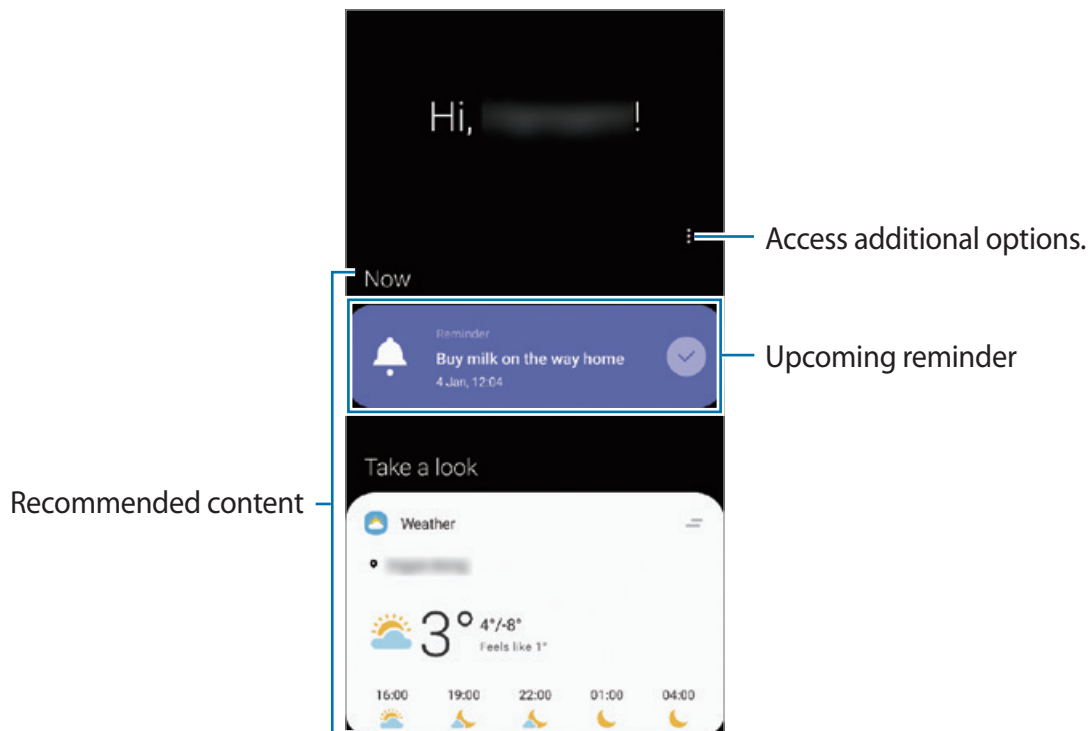 Hi, !
Access additional options.
Now
Reminder
Buy milk on the way home
4 Jan, 12:04
Upcoming reminder
Take a look
Recommended content
Weather
3° 4°/-8°
Feels like 1°
16:00 19:00 22:00 01:00 04:00